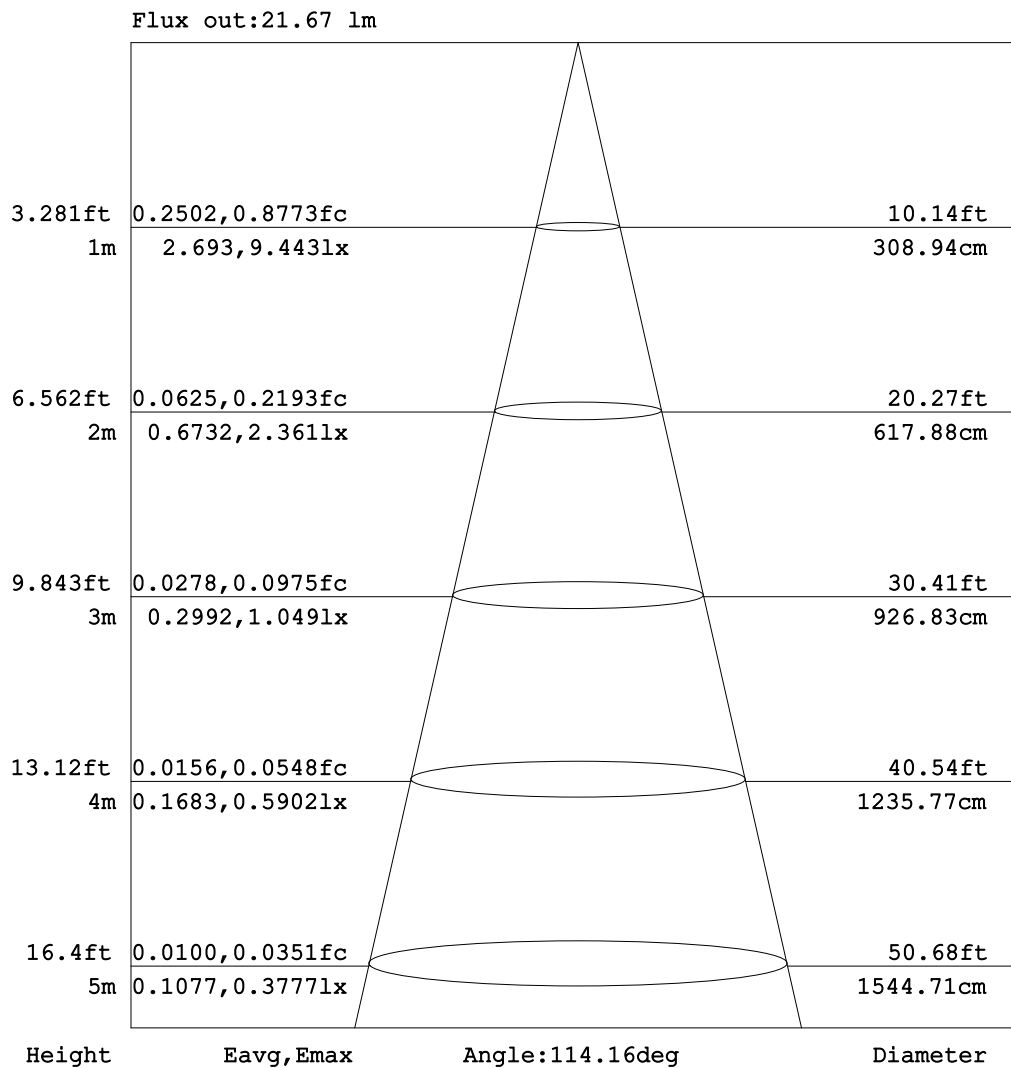 Flux out:21.67 lm
3.281ft 0.2502,0.8773fc 10.14ft
1m 2.693,9.443lx 308.94cm
6.562ft 0.0625,0.2193fc 20.27ft
2m 0.6732,2.361lx 617.88cm
9.843ft 0.0278,0.0975fc 30.41ft
3m 0.2992,1.049lx 926.83cm
13.12ft 0.0156,0.0548fc 40.54ft
4m 0.1683,0.5902lx 1235.77cm
16.4ft 0.0100,0.0351fc 50.68ft
5m 0.1077,0.3777lx 1544.71cm
Height Eavg,Emax Angle:114.16deg Diameter